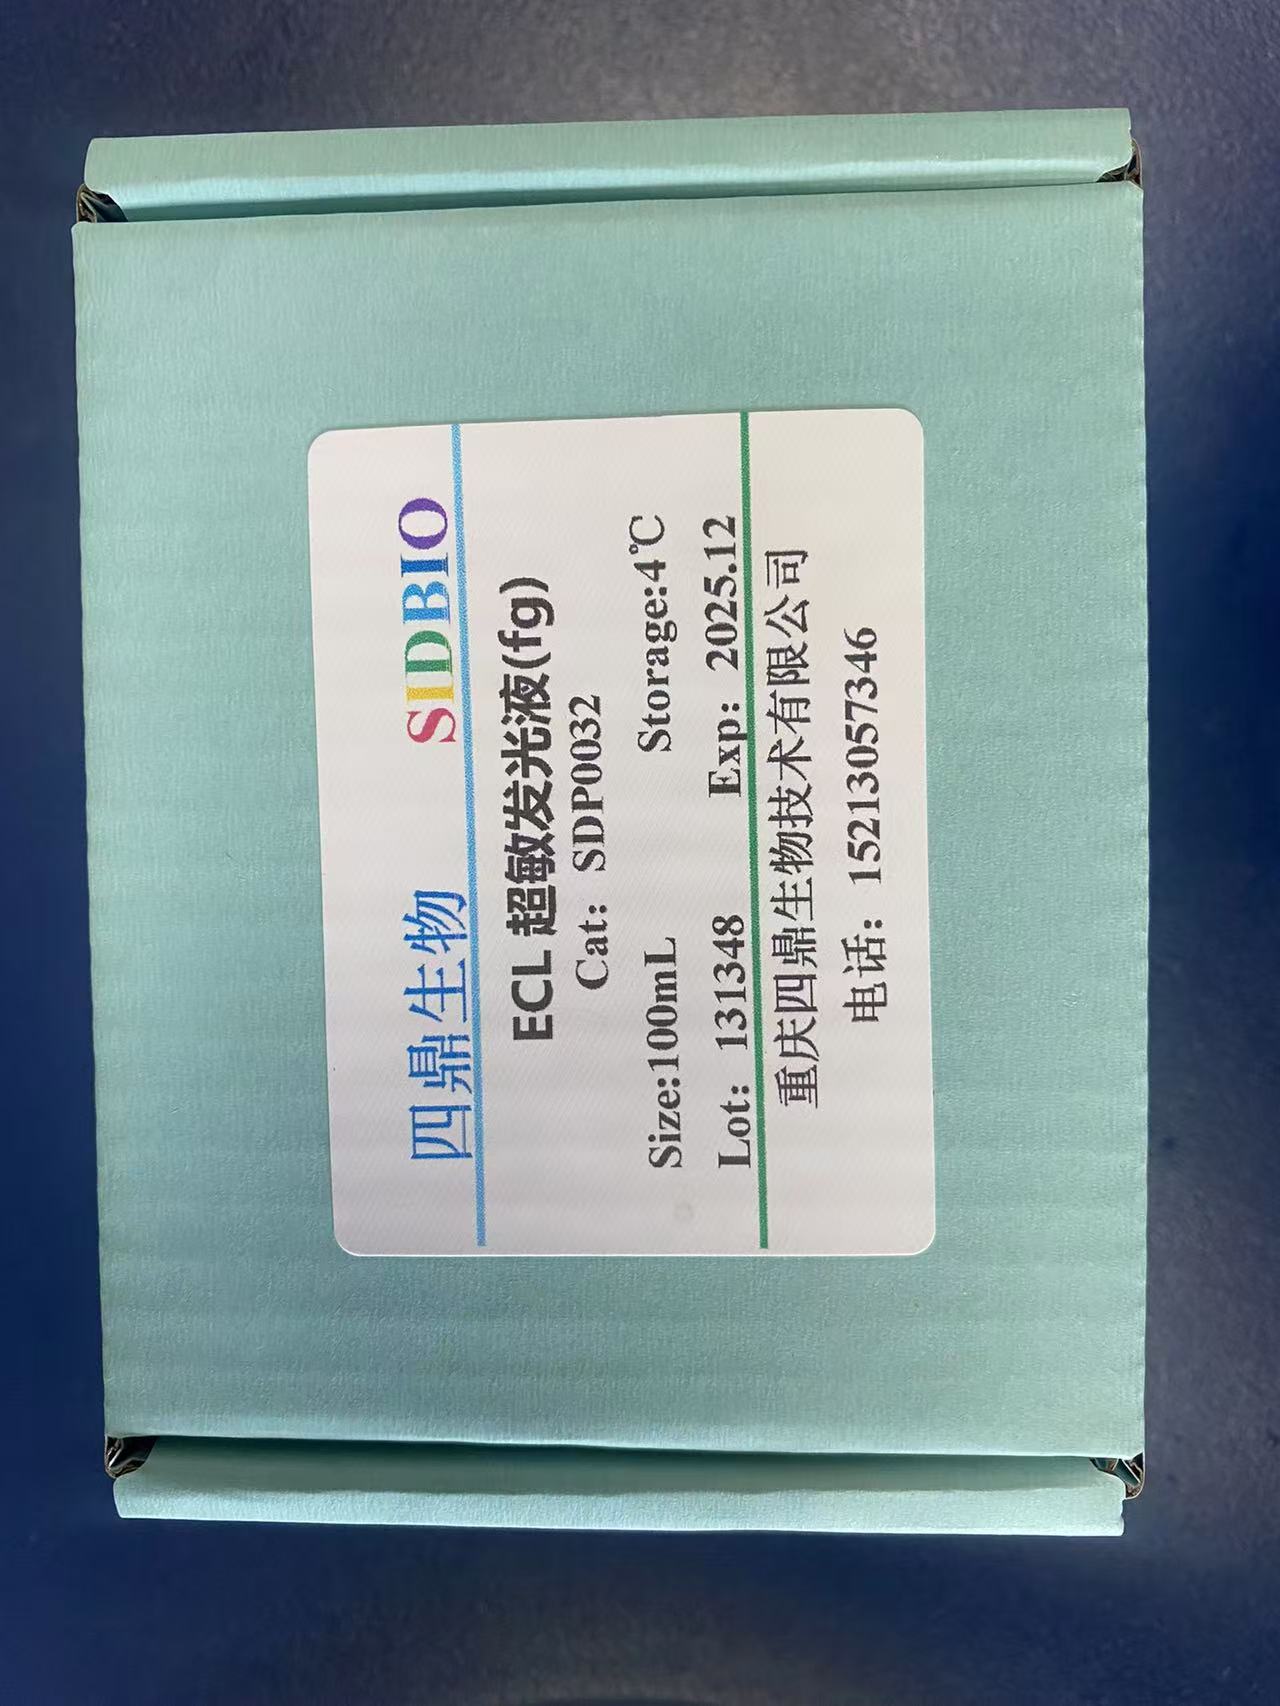 四鼎生物 SIDBIO
ECL 超敏发光液(fg)
Cat：SDP0032
Size:100mL Storage:4℃
Lot：131348 Exp：2025.12
重庆四鼎生物技术有限公司
电话：15213057346